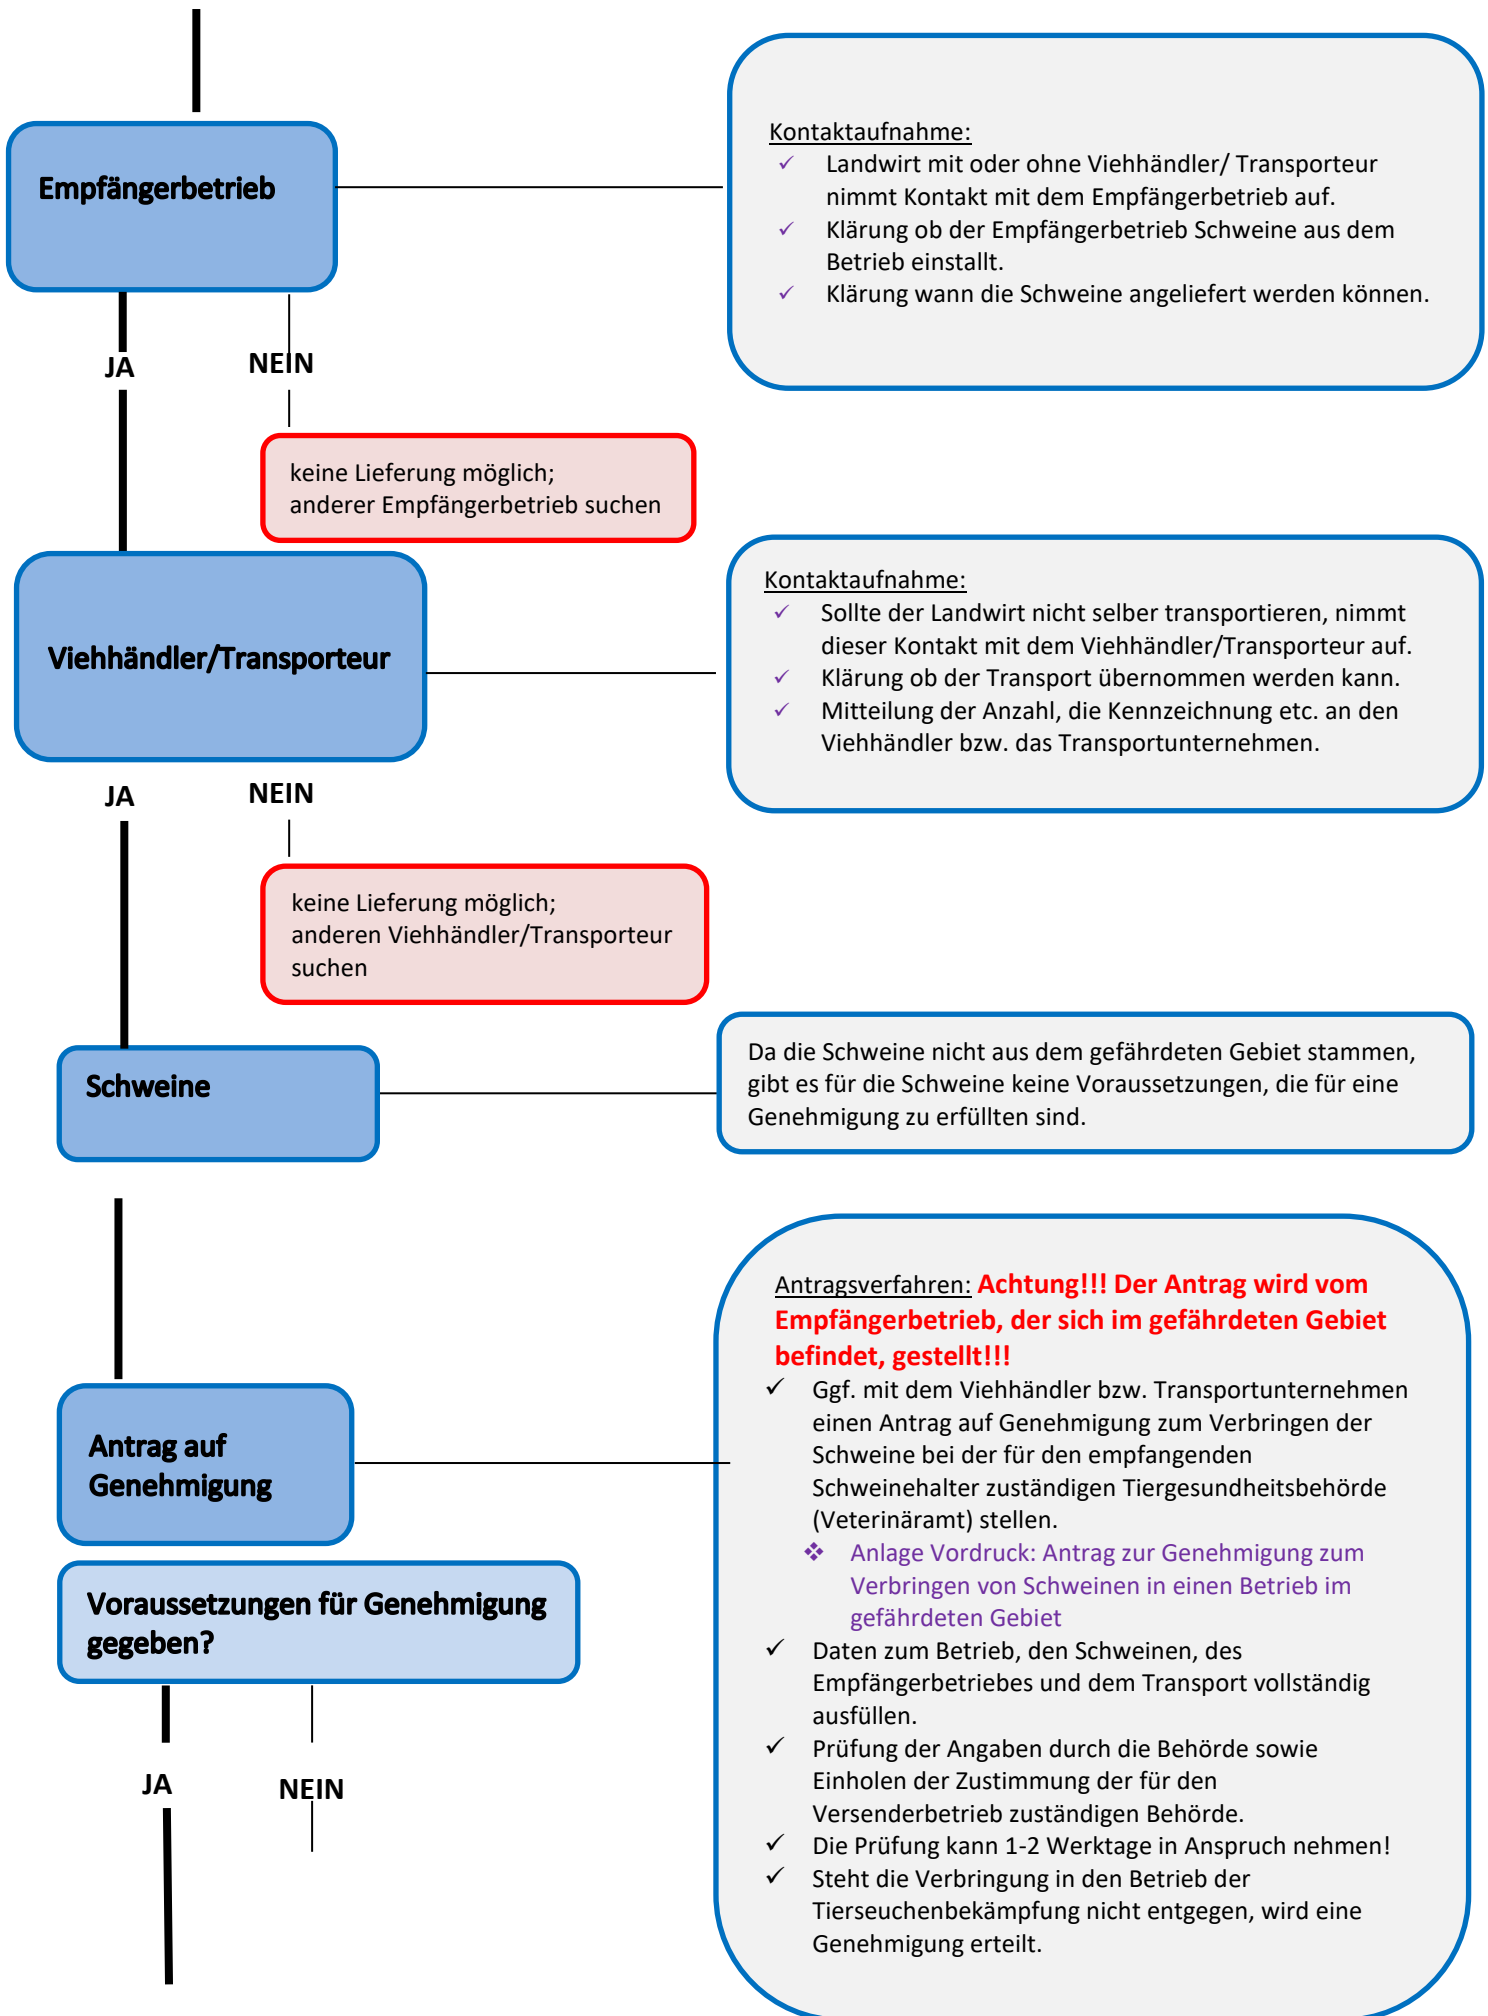 Empfängerbetrieb
Kontaktaufnahme:
✓ Landwirt mit oder ohne Viehhändler/ Transporteur
nimmt Kontakt mit dem Empfängerbetrieb auf.
✓ Klärung ob der Empfängerbetrieb Schweine aus dem
Betrieb einstallt.
✓ Klärung wann die Schweine angeliefert werden können.
JA
NEIN
keine Lieferung möglich;
anderer Empfängerbetrieb suchen
Viehhändler/Transporteur
Kontaktaufnahme:
✓ Sollte der Landwirt nicht selber transportieren, nimmt
dieser Kontakt mit dem Viehhändler/Transporteur auf.
✓ Klärung ob der Transport übernommen werden kann.
✓ Mitteilung der Anzahl, die Kennzeichnung etc. an den
Viehhändler bzw. das Transportunternehmen.
JA
NEIN
keine Lieferung möglich;
anderen Viehhändler/Transporteur
suchen
Schweine
Da die Schweine nicht aus dem gefährdeten Gebiet stammen,
gibt es für die Schweine keine Voraussetzungen, die für eine
Genehmigung zu erfüllten sind.
Antrag auf
Genehmigung
Antragsverfahren: Achtung!!! Der Antrag wird vom
Empfängerbetrieb, der sich im gefährdeten Gebiet
befindet, gestellt!!!
✓ Ggf. mit dem Viehhändler bzw. Transportunternehmen
einen Antrag auf Genehmigung zum Verbringen der
Schweine bei der für den empfangenden
Schweinehalter zuständigen Tiergesundheitsbehörde
(Veterinäramt) stellen.
❖ Anlage Vordruck: Antrag zur Genehmigung zum
Verbringen von Schweinen in einen Betrieb im
gefährdeten Gebiet
✓ Daten zum Betrieb, den Schweinen, des
Empfängerbetriebes und dem Transport vollständig
ausfüllen.
✓ Prüfung der Angaben durch die Behörde sowie
Einholen der Zustimmung der für den
Versenderbetrieb zuständigen Behörde.
✓ Die Prüfung kann 1-2 Werktage in Anspruch nehmen!
✓ Steht die Verbringung in den Betrieb der
Tierseuchenbekämpfung nicht entgegen, wird eine
Genehmigung erteilt.
Voraussetzungen für Genehmigung
gegeben?
JA
NEIN